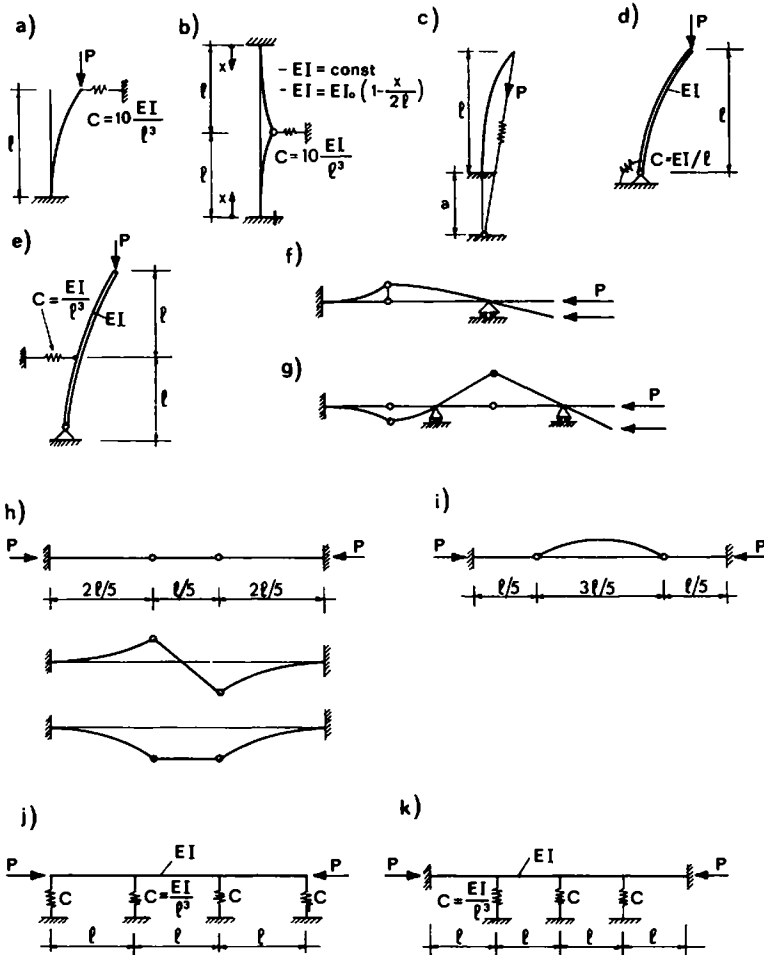 a)
P
C = 10 EI/ℓ³
ℓ
b)
x
ℓ
ℓ
x
- EI = const
- EI = EI₀ (1 - x/2ℓ)
C = 10 EI/ℓ³
c)
ℓ
P
a
d)
P
EI
ℓ
C=EI/ℓ
e)
P
C = EI/ℓ³
EI
ℓ
ℓ
f)
P
g)
P
h)
P
P
2ℓ/5
ℓ/5
2ℓ/5
i)
P
P
ℓ/5
3ℓ/5
ℓ/5
j)
P
EI
P
C
C = EI/ℓ³
C
C
ℓ
ℓ
ℓ
k)
P
EI
P
C = EI/ℓ³
C
C
ℓ
ℓ
ℓ
ℓ